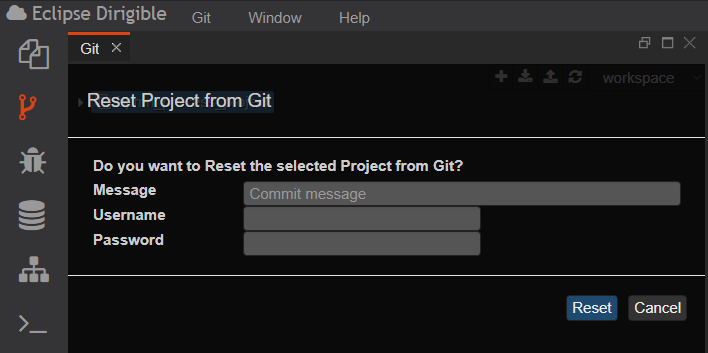 Eclipse Dirigible Git Window Help
Git
workspace
Reset Project from Git
Do you want to Reset the selected Project from Git?
Message Commit message
Username
Password
Reset Cancel